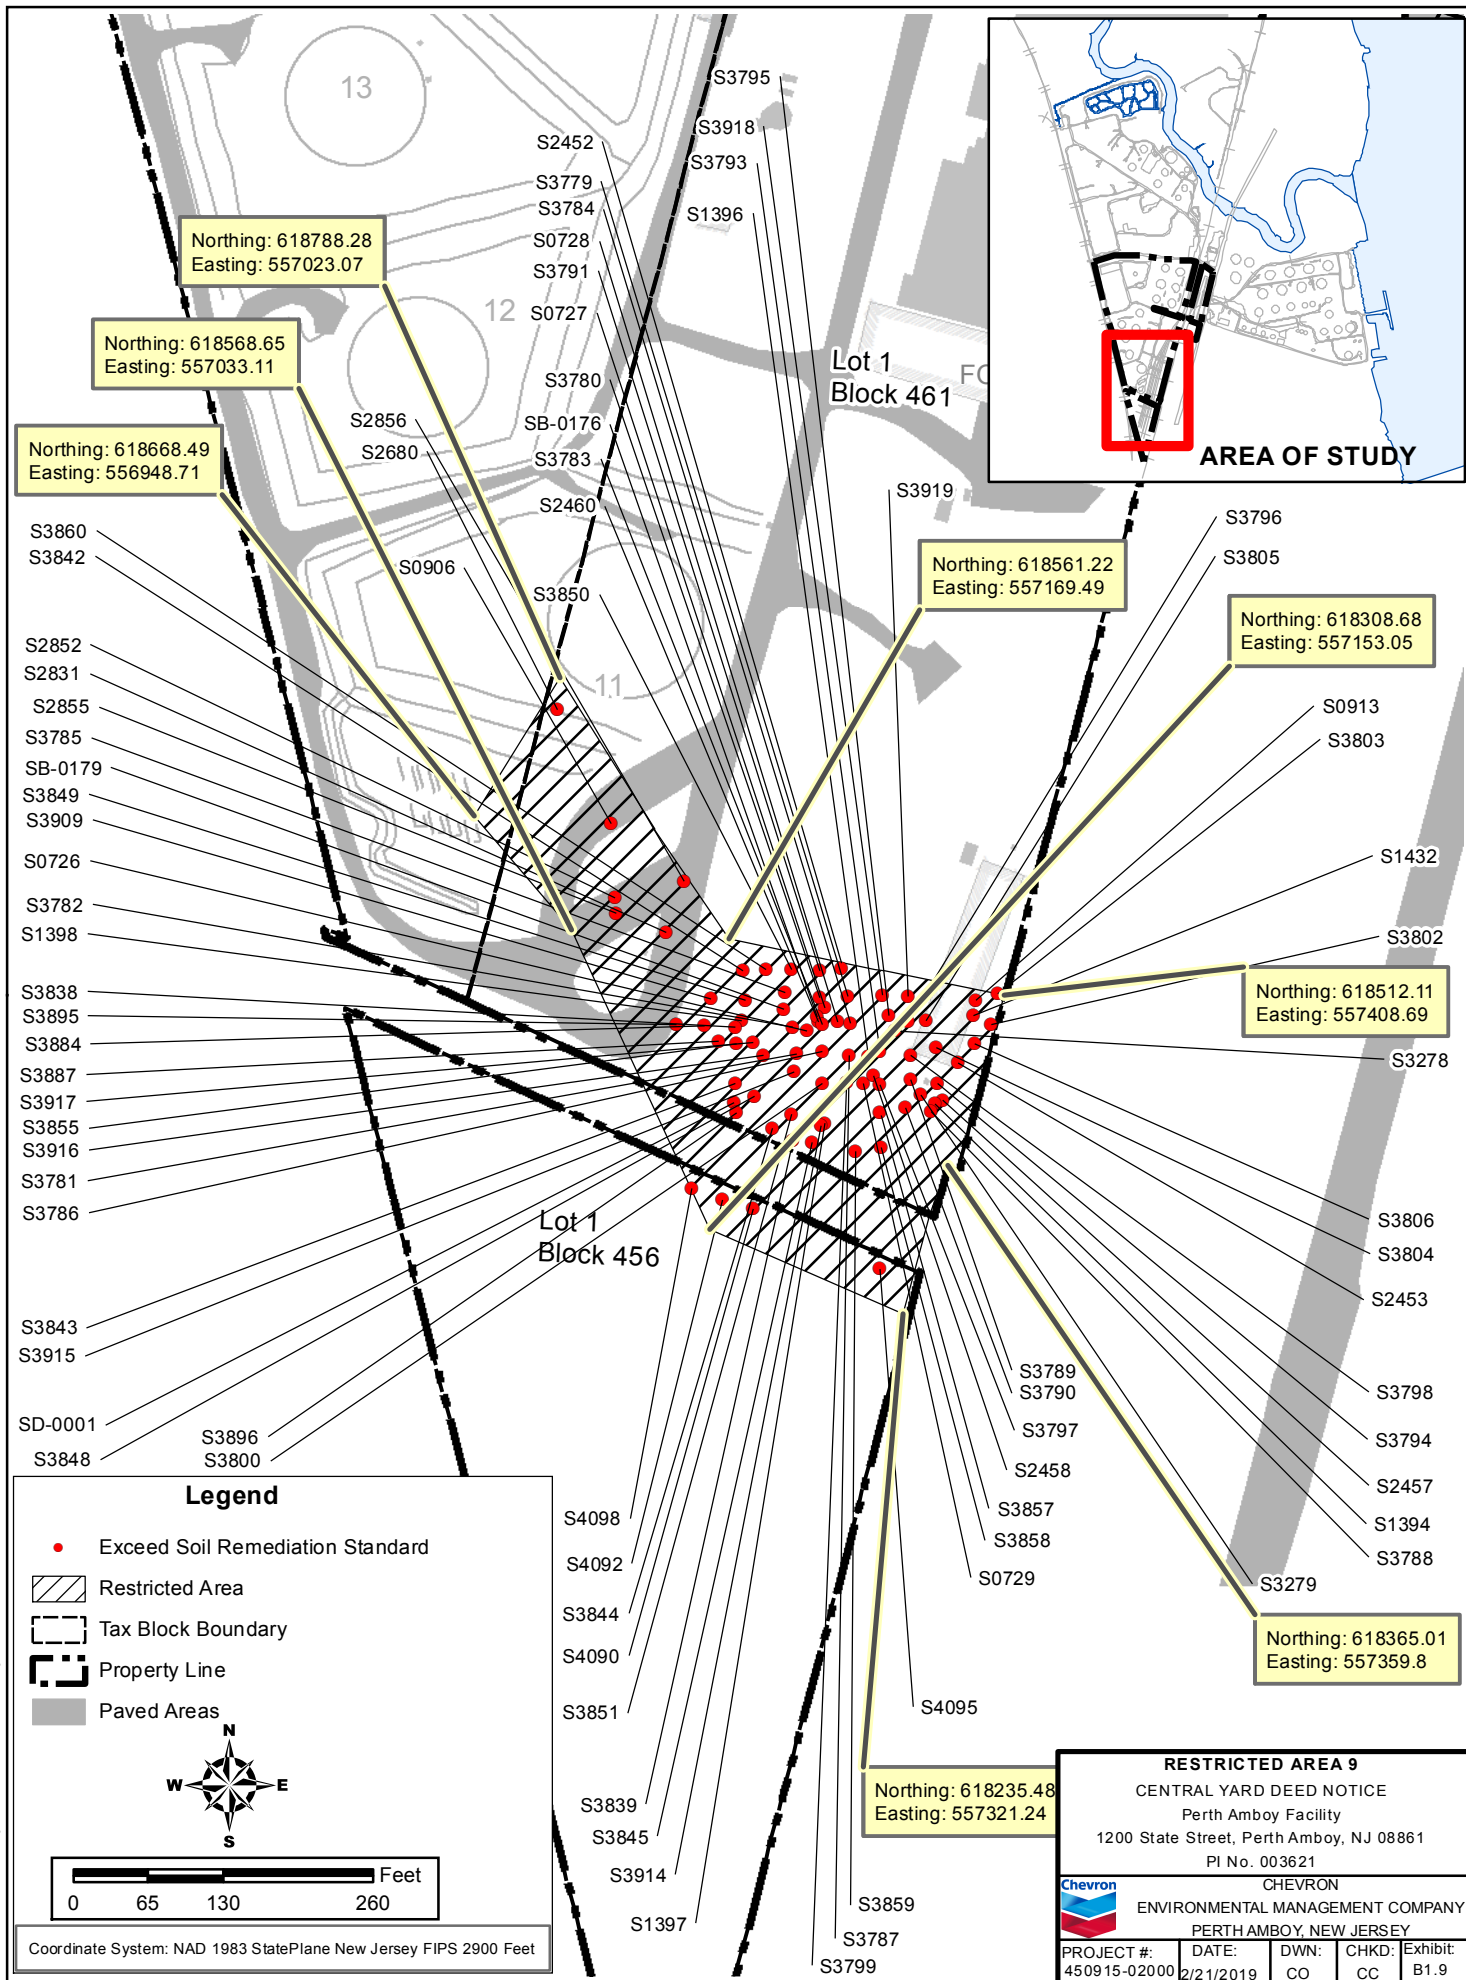 13
12
11
S3795
S3918
S3793
S1396
S2452
S3779
S3784
S0728
S3791
S0727
S3780
SB-0176
S3783
S2460
S3850
S2856
S2680
S0906
S3919
S3796
S3805
Lot 1
Block 461
FC
AREA OF STUDY
Northing: 618788.28
Easting: 557023.07
Northing: 618568.65
Easting: 557033.11
Northing: 618668.49
Easting: 556948.71
Northing: 618561.22
Easting: 557169.49
Northing: 618308.68
Easting: 557153.05
S3860
S3842
S2852
S2831
S2855
S3785
SB-0179
S3849
S3909
S0726
S3782
S1398
S3838
S3895
S3884
S3887
S3917
S3855
S3916
S3781
S3786
S3843
S3915
SD-0001
S3848
S3896
S3800
S0913
S3803
S1432
S3802
Northing: 618512.11
Easting: 557408.69
S3278
S3806
S3804
S2453
S3798
S3794
S2457
S1394
S3788
S3279
Northing: 618365.01
Easting: 557359.8
S3789
S3790
S3797
S2458
S3857
S3858
S0729
S4095
Lot 1
Block 456
S4098
S4092
S3844
S4090
S3851
S3839
S3845
S3914
S1397
S3859
S3787
S3799
Northing: 618235.48
Easting: 557321.24
Legend
Exceed Soil Remediation Standard
Restricted Area
Tax Block Boundary
Property Line
Paved Areas
N
W E
S
Feet
0 65 130 260
Coordinate System: NAD 1983 StatePlane New Jersey FIPS 2900 Feet
RESTRICTED AREA 9
CENTRAL YARD DEED NOTICE
Perth Amboy Facility
1200 State Street, Perth Amboy, NJ 08861
PI No. 003621
Chevron
CHEVRON
ENVIRONMENTAL MANAGEMENT COMPANY
PERTH AMBOY, NEW JERSEY
PROJECT #: DATE: DWN: CHKD: Exhibit:
450915-02000 2/21/2019 CO CC B1.9